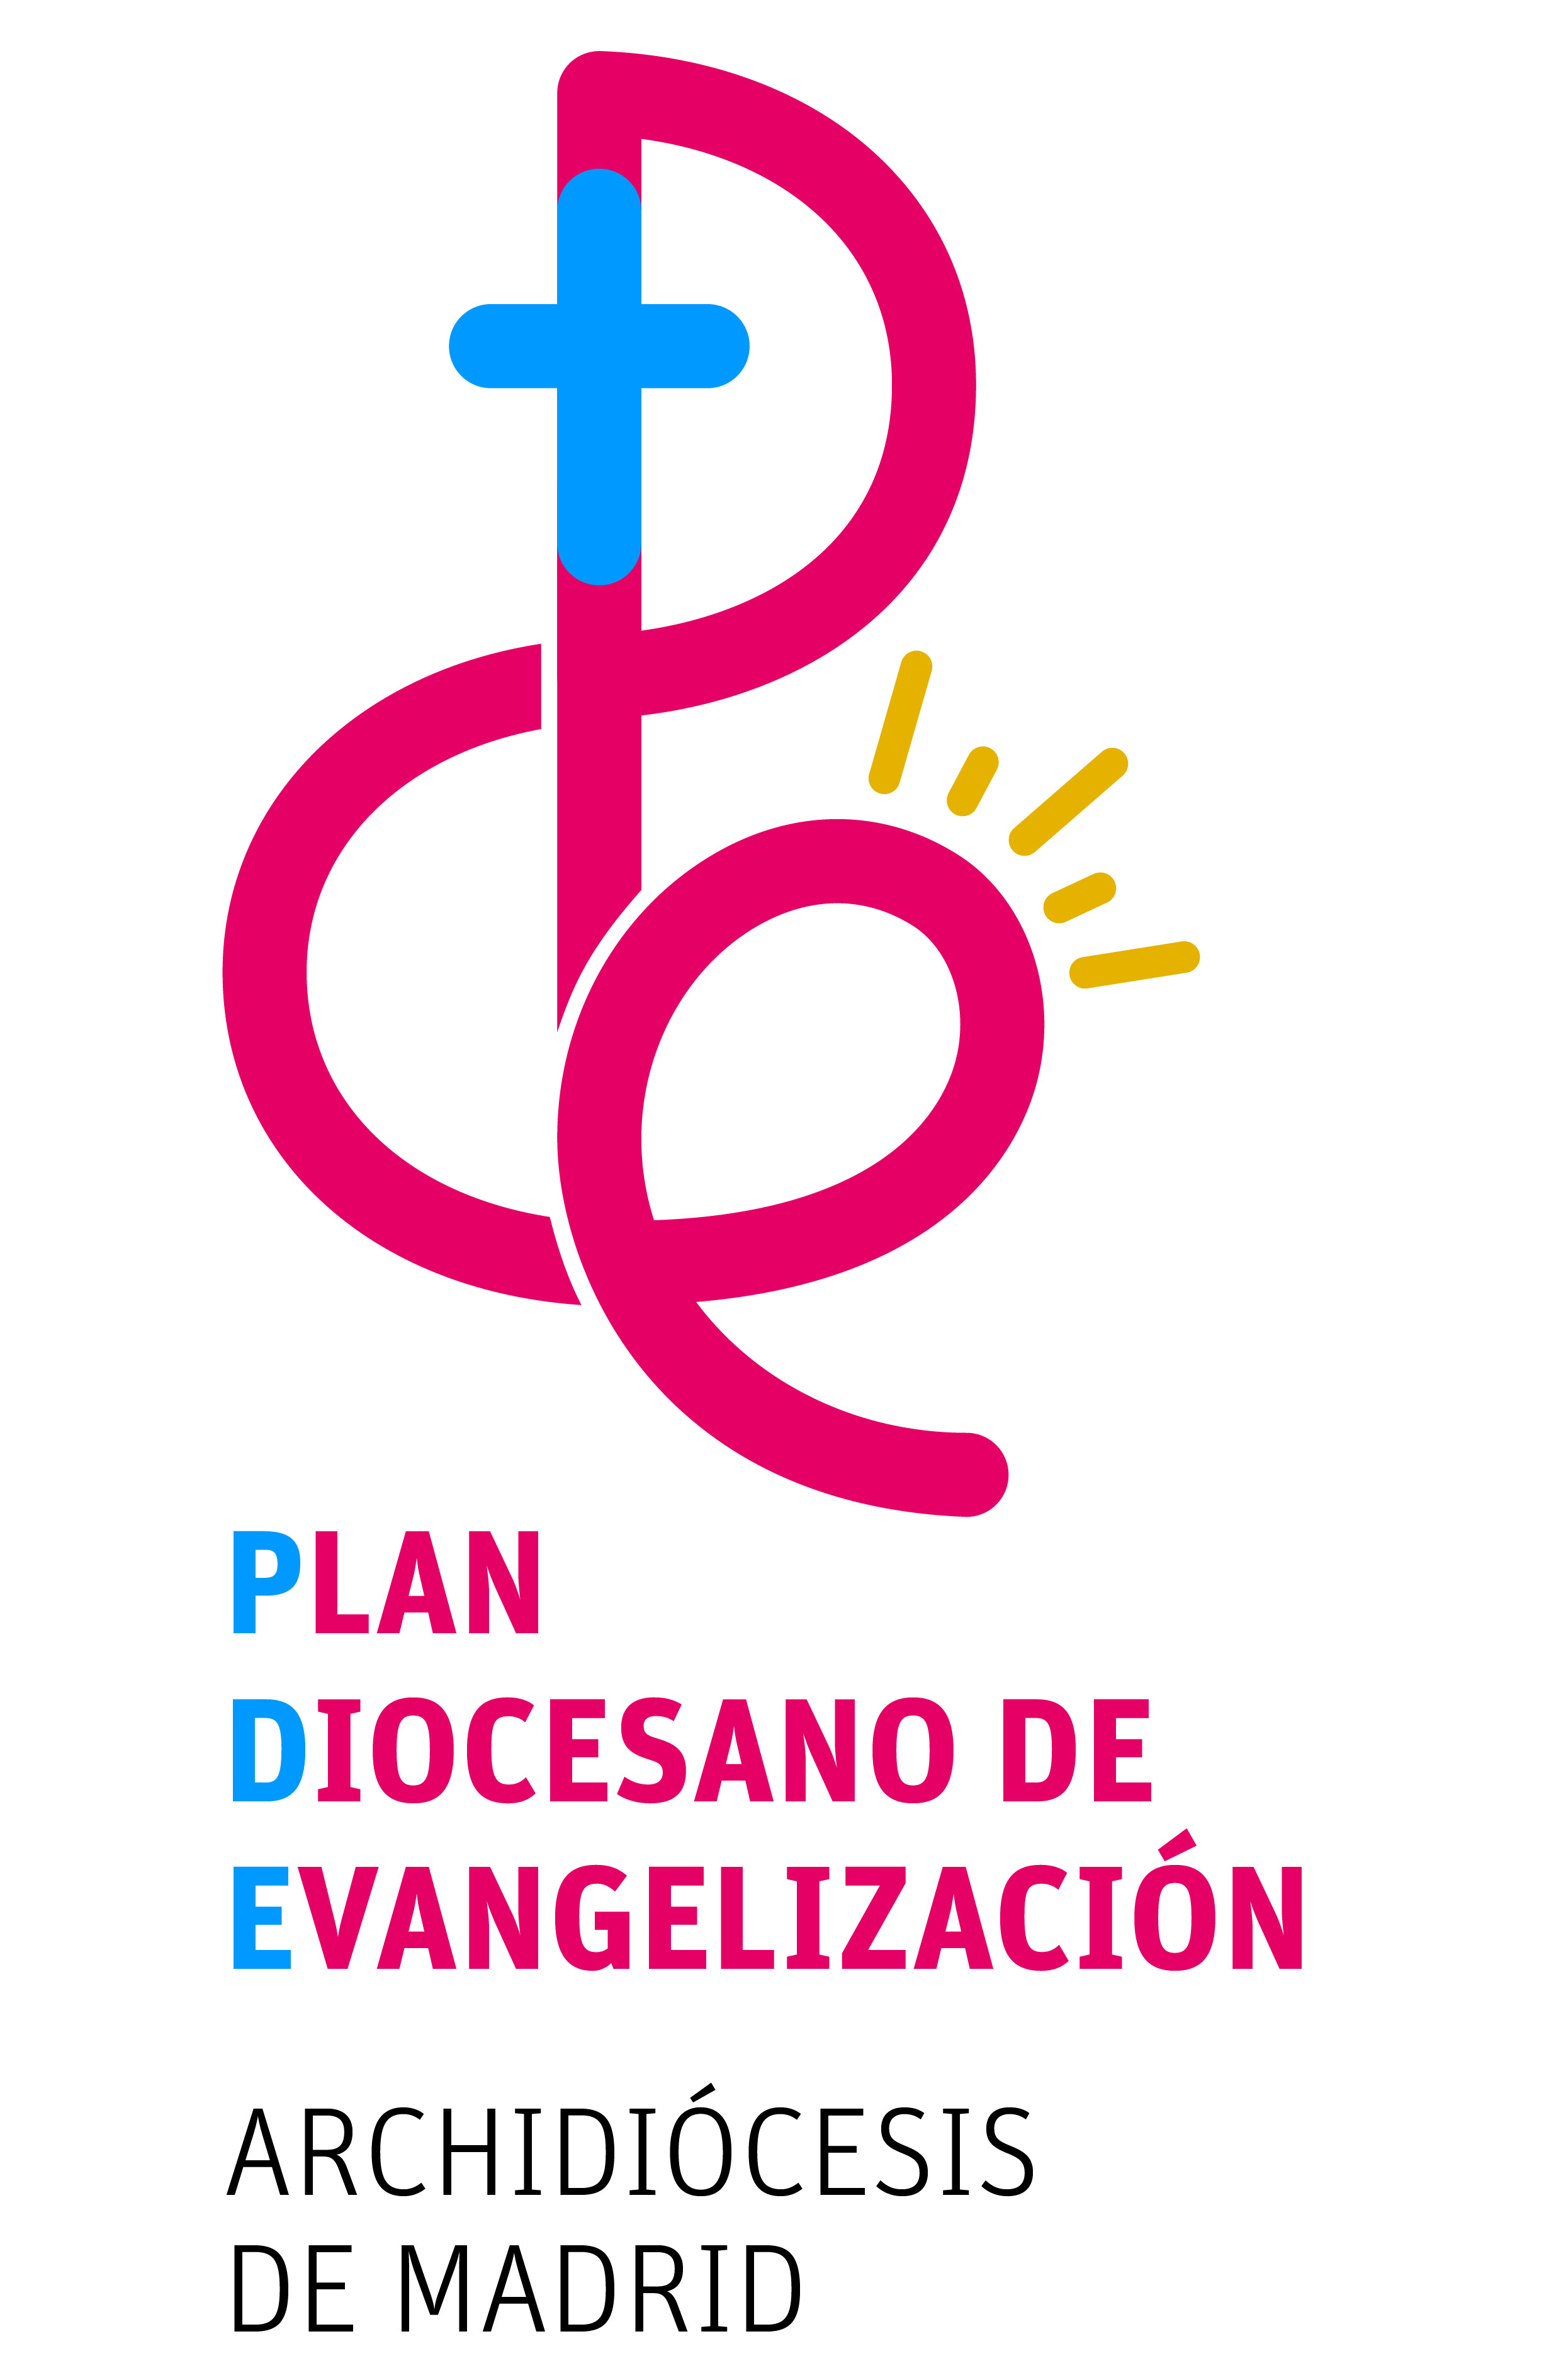 PLAN
DIOCESANO DE
EVANGELIZACIÓN
ARCHIDIÓCESIS
DE MADRID